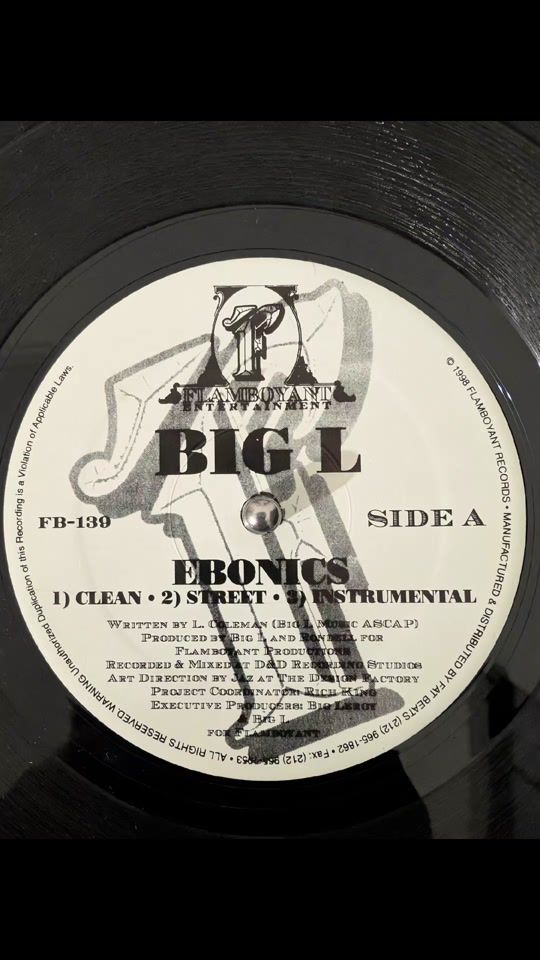 F
FLAMBOYANT
ENTERTAINMENT
BIG L
FB-139
SIDE A
EBONICS
1) CLEAN • 2) STREET • 3) INSTRUMENTAL
WRITTEN BY L. COLEMAN (BIG L MUSIC ASCAP)
PRODUCED BY BIG L AND RONDELL FOR
FLAMBOYANT PRODUCTIONS
RECORDED & MIXED AT D&D RECORDING STUDIOS
ART DIRECTION BY JAZ AT THE DESIGN FACTORY
PROJECT COORDINATOR: RICH KING
EXECUTIVE PRODUCERS: BIG LEROY
BIG L
FOR FLAMBOYANT
© 1998 FLAMBOYANT RECORDS • MANUFACTURED & DISTRIBUTED BY FAT BEATS (212) 965-1862 • Fax: (212)
• ALL RIGHTS RESERVED WARNING Unauthorized Duplication of this Recording is a Violation of Applicable Laws.